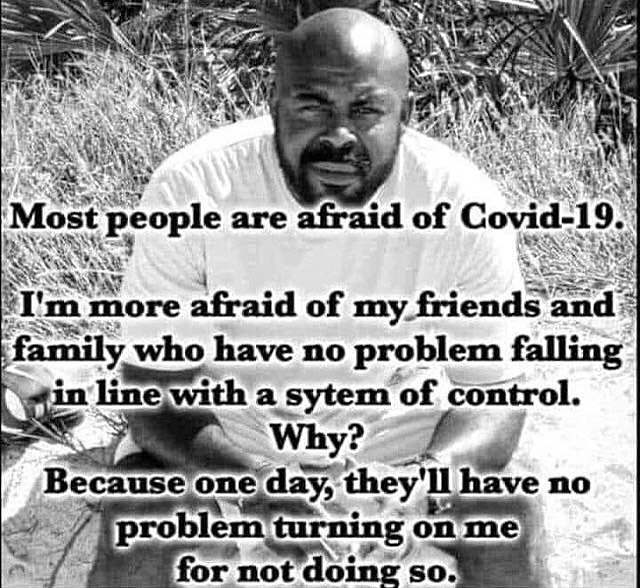 Most people are afraid of Covid-19.
I'm more afraid of my friends and
family who have no problem falling
in line with a sytem of control.
Why?
Because one day, they'll have no
problem turning on me
for not doing so.